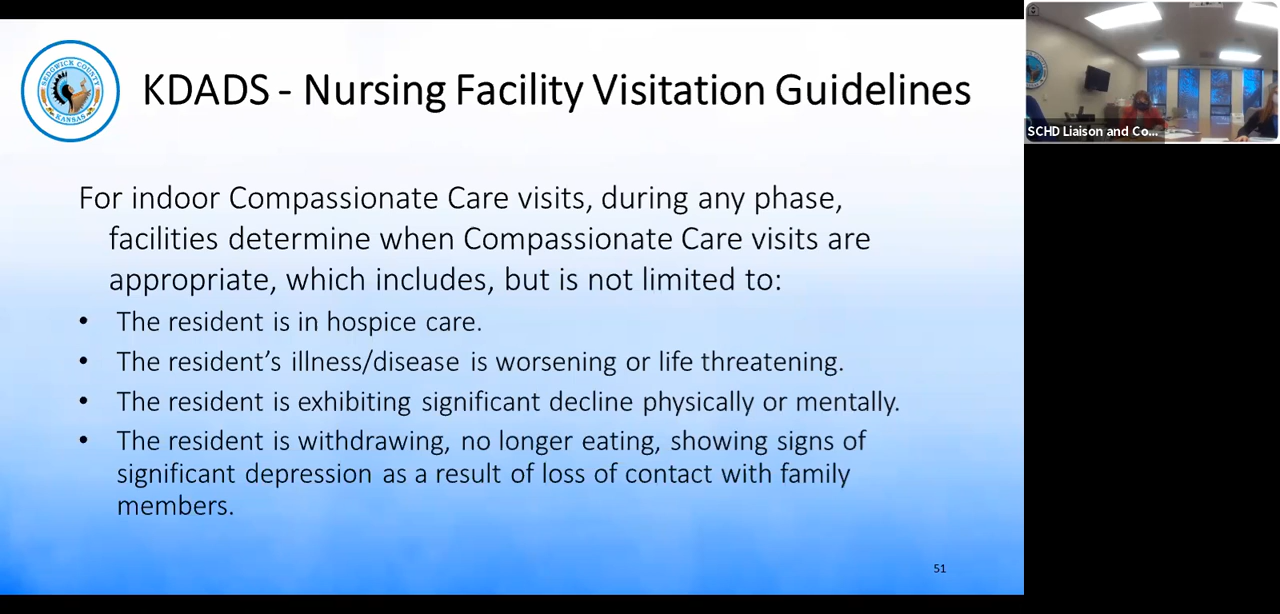 SEDGWICK COUNTY
KANSAS
KDADS - Nursing Facility Visitation Guidelines
For indoor Compassionate Care visits, during any phase,
facilities determine when Compassionate Care visits are
appropriate, which includes, but is not limited to:
• The resident is in hospice care.
• The resident’s illness/disease is worsening or life threatening.
• The resident is exhibiting significant decline physically or mentally.
• The resident is withdrawing, no longer eating, showing signs of
significant depression as a result of loss of contact with family
members.
51
SCHD Liaison and Co...